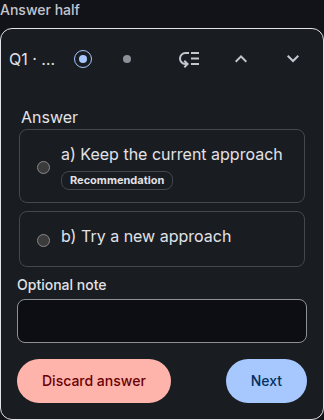 Answer half
Q1 · ...
Answer
a) Keep the current approach
Recommendation
b) Try a new approach
Optional note
Discard answer
Next